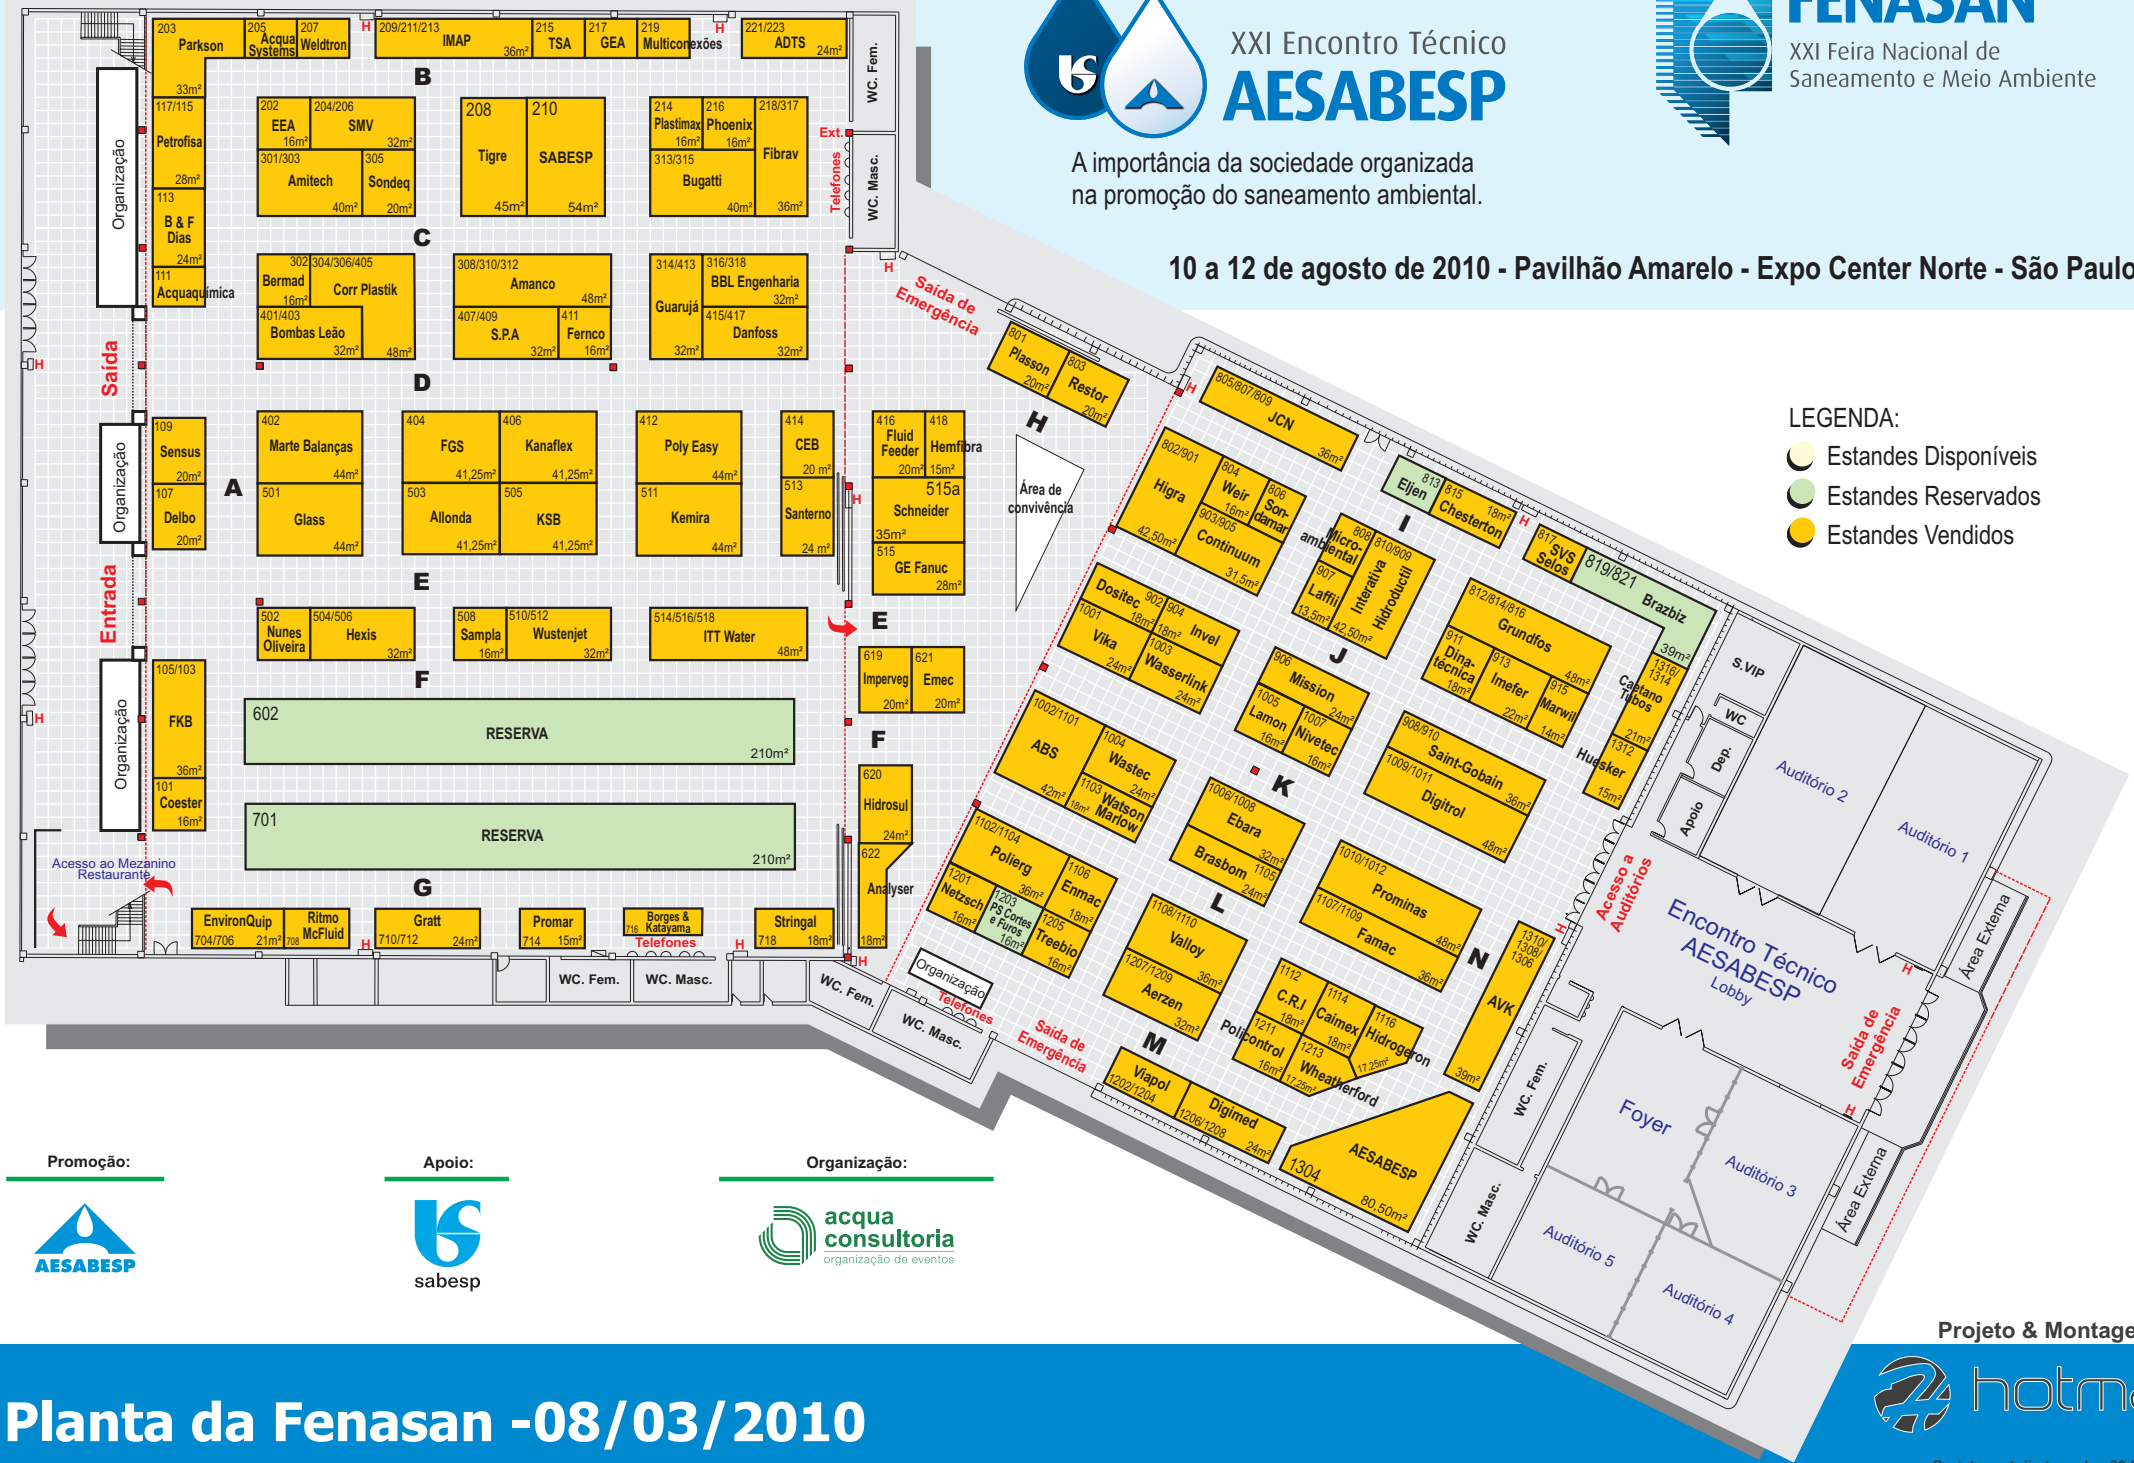 XXI Encontro Técnico
AESABESP
FENASAN
XXI Feira Nacional de
Saneamento e Meio Ambiente
A importância da sociedade organizada
na promoção do saneamento ambiental.
10 a 12 de agosto de 2010 - Pavilhão Amarelo - Expo Center Norte - São Paulo
LEGENDA:
Estandes Disponíveis
Estandes Reservados
Estandes Vendidos
203 Parkson 33m²
205 Acqua Systems
207 Weldtron
H
209/211/213 IMAP 36m²
215 TSA
217 GEA
219 Multiconexões
H
221/223 ADTS 24m²
WC. Fem.
B
117/115 Petrofisa 28m²
202 EEA 16m²
204/206 SMV 32m²
301/303 Amitech 40m²
305 Sondeq 20m²
208 Tigre 45m²
210 SABESP 54m²
214 Plastimax 16m²
216 Phoenix 16m²
218/317 Fibrav 36m²
313/315 Bugatti 40m²
Ext.
Telefones
WC. Masc.
Organização
113 B & F Dias 24m²
111 Acquaquímica
C
302 Bermad 16m²
304/306/405 Corr Plastik 48m²
401/403 Bombas Leão 32m²
308/310/312 Amanco 48m²
407/409 S.P.A 32m²
411 Fernco 16m²
314/413 Guarujá 32m²
316/318 BBL Engenharia 32m²
415/417 Danfoss 32m²
H
Saída de Emergência
Saída
H
D
109 Sensus 20m²
107 Delbo 20m²
Organização
A
402 Marte Balanças 44m²
501 Glass 44m²
404 FGS 41,25m²
406 Kanaflex 41,25m²
503 Allonda 41,25m²
505 KSB 41,25m²
412 Poly Easy 44m²
511 Kemira 44m²
414 CEB 20 m²
513 Santerno 24 m²
H
416 Fluid Feeder 20m²
418 Hemfibra 15m²
515a Schneider 35m²
515 GE Fanuc 28m²
Área de convivência
Entrada
E
E
502 Nunes Oliveira
504/506 Hexis 32m²
508 Sampla 16m²
510/512 Wustenjet 32m²
514/516/518 ITT Water 48m²
619 Imperveg 20m²
621 Emec 20m²
H
Organização
105/103 FKB 36m²
101 Coester 16m²
F
F
602 RESERVA 210m²
701 RESERVA 210m²
620 Hidrosul 24m²
622 Analyser 18m²
Acesso ao Mezanino
Restaurante
G
EnvironQuip 704/706 21m²
Ritmo McFluid 708
H
Gratt 710/712 24m²
Promar 714 15m²
Borges & Katayama 716
Telefones
H
Stringal 718 18m²
H
WC. Fem.
WC. Masc.
WC. Fem.
WC. Masc.
Organização
Telefones
Saída de Emergência
801 Plasson 20m²
803 Restor 20m²
H
H
805/807/809 JCN 36m²
802/901 Higra 42,50m²
804 Weir 16m²
806 Sondamar
903/905 Continuum 31,5m²
I
813 Eijen
815 Chesterton 18m²
H
817 SVS Selos
819/821 Brazbiz 39m²
808 Micro-ambiental
810/909 Interativa Hidroductil 42,50m²
907 Laffii 13,5m²
J
Dositec 902 18m²
904 Invel 18m²
1001 Vika 24m²
1003 Wasserlink 24m²
812/814/816 Grundfos 48m²
911 Dina-técnica 18m²
913 Imefer 22m²
915 Marwil 14m²
1316/1314 Caetano Tubos 21m²
1312 Huesker 15m²
906 Mission 24m²
1005 Lamon 16m²
1007 Nivetec 16m²
K
908/910 Saint-Gobain 36m²
1009/1011 Digitrol 48m²
1002/1101 ABS 42m²
1004 Wastec 24m²
1103 Watson Marlow 18m²
1006/1008 Ebara 32m²
Brasbom 1105 24m²
L
1010/1012 Prominas 48m²
1107/1109 Famac 36m²
1102/1104 Polierg 36m²
1106 Enmac 18m²
1201 Netzsch 16m²
1203 PS Cortes e Furos 16m²
1205 Treebio 16m²
1108/1110 Valloy 36m²
1207/1209 Aerzen 32m²
M
1112 C.R.I 18m²
1114 Caimex 18m²
1116 Hidrogeron 17,25m²
1211 Policontrol 16m²
1213 Wheatherford 17,25m²
N
1310/1308/1306 AVK 39m²
H
Viapol 1202/1204
Digimed 1206/1208 24m²
1304 AESABESP 80,50m²
S.VIP
WC
Dep.
Apoio
Acesso a Auditórios
Auditório 2
Auditório 1
Encontro Técnico
AESABESP
Lobby
Área Externa
H
Saída de Emergência
H
Foyer
WC. Fem.
WC. Masc.
Auditório 3
Auditório 5
Auditório 4
Área Externa
Promoção:
AESABESP
Apoio:
sabesp
Organização:
acqua
consultoria
organização de eventos
Projeto & Montage
hotm
Planta da Fenasan -08/03/2010